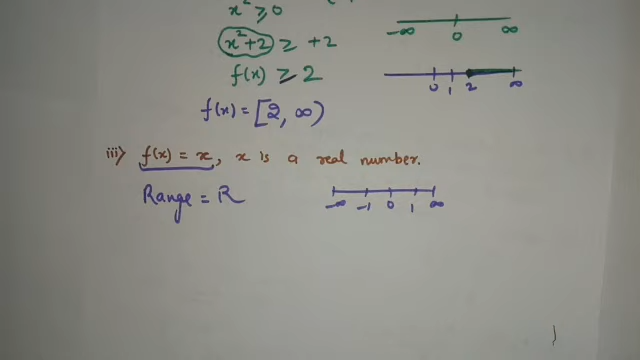 x² ≥ 0
x²+2 ≥ +2
-∞ 0 ∞
f(x) ≥ 2
0 1 2 ∞
f(x) = [2, ∞)
iii) f(x) = x, x is a real number.
Range = R
-∞ -1 0 1 ∞